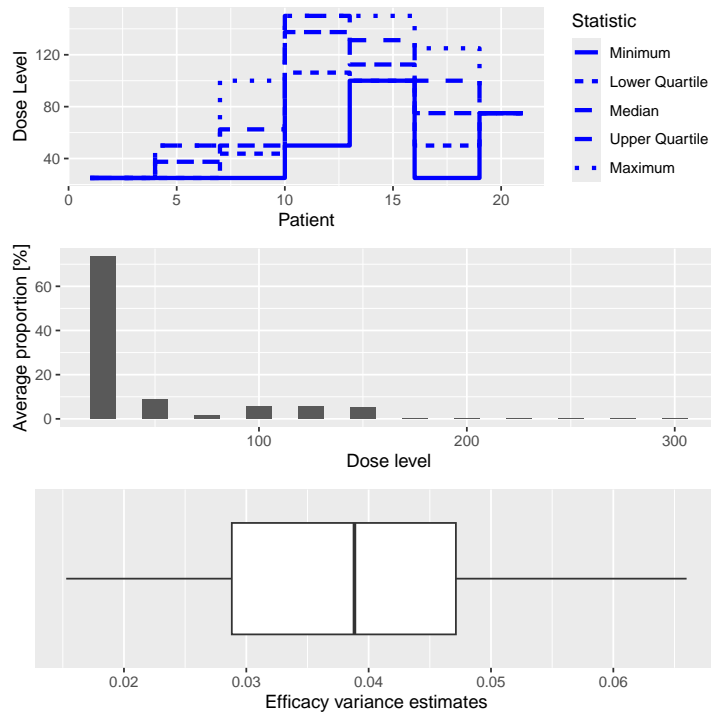 Dose Level
120
80
40
0
5
10
15
20
Patient
Statistic
Minimum
Lower Quartile
Median
Upper Quartile
Maximum
Average proportion [%]
60
40
20
0
100
200
300
Dose level
0.02
0.03
0.04
0.05
0.06
Efficacy variance estimates